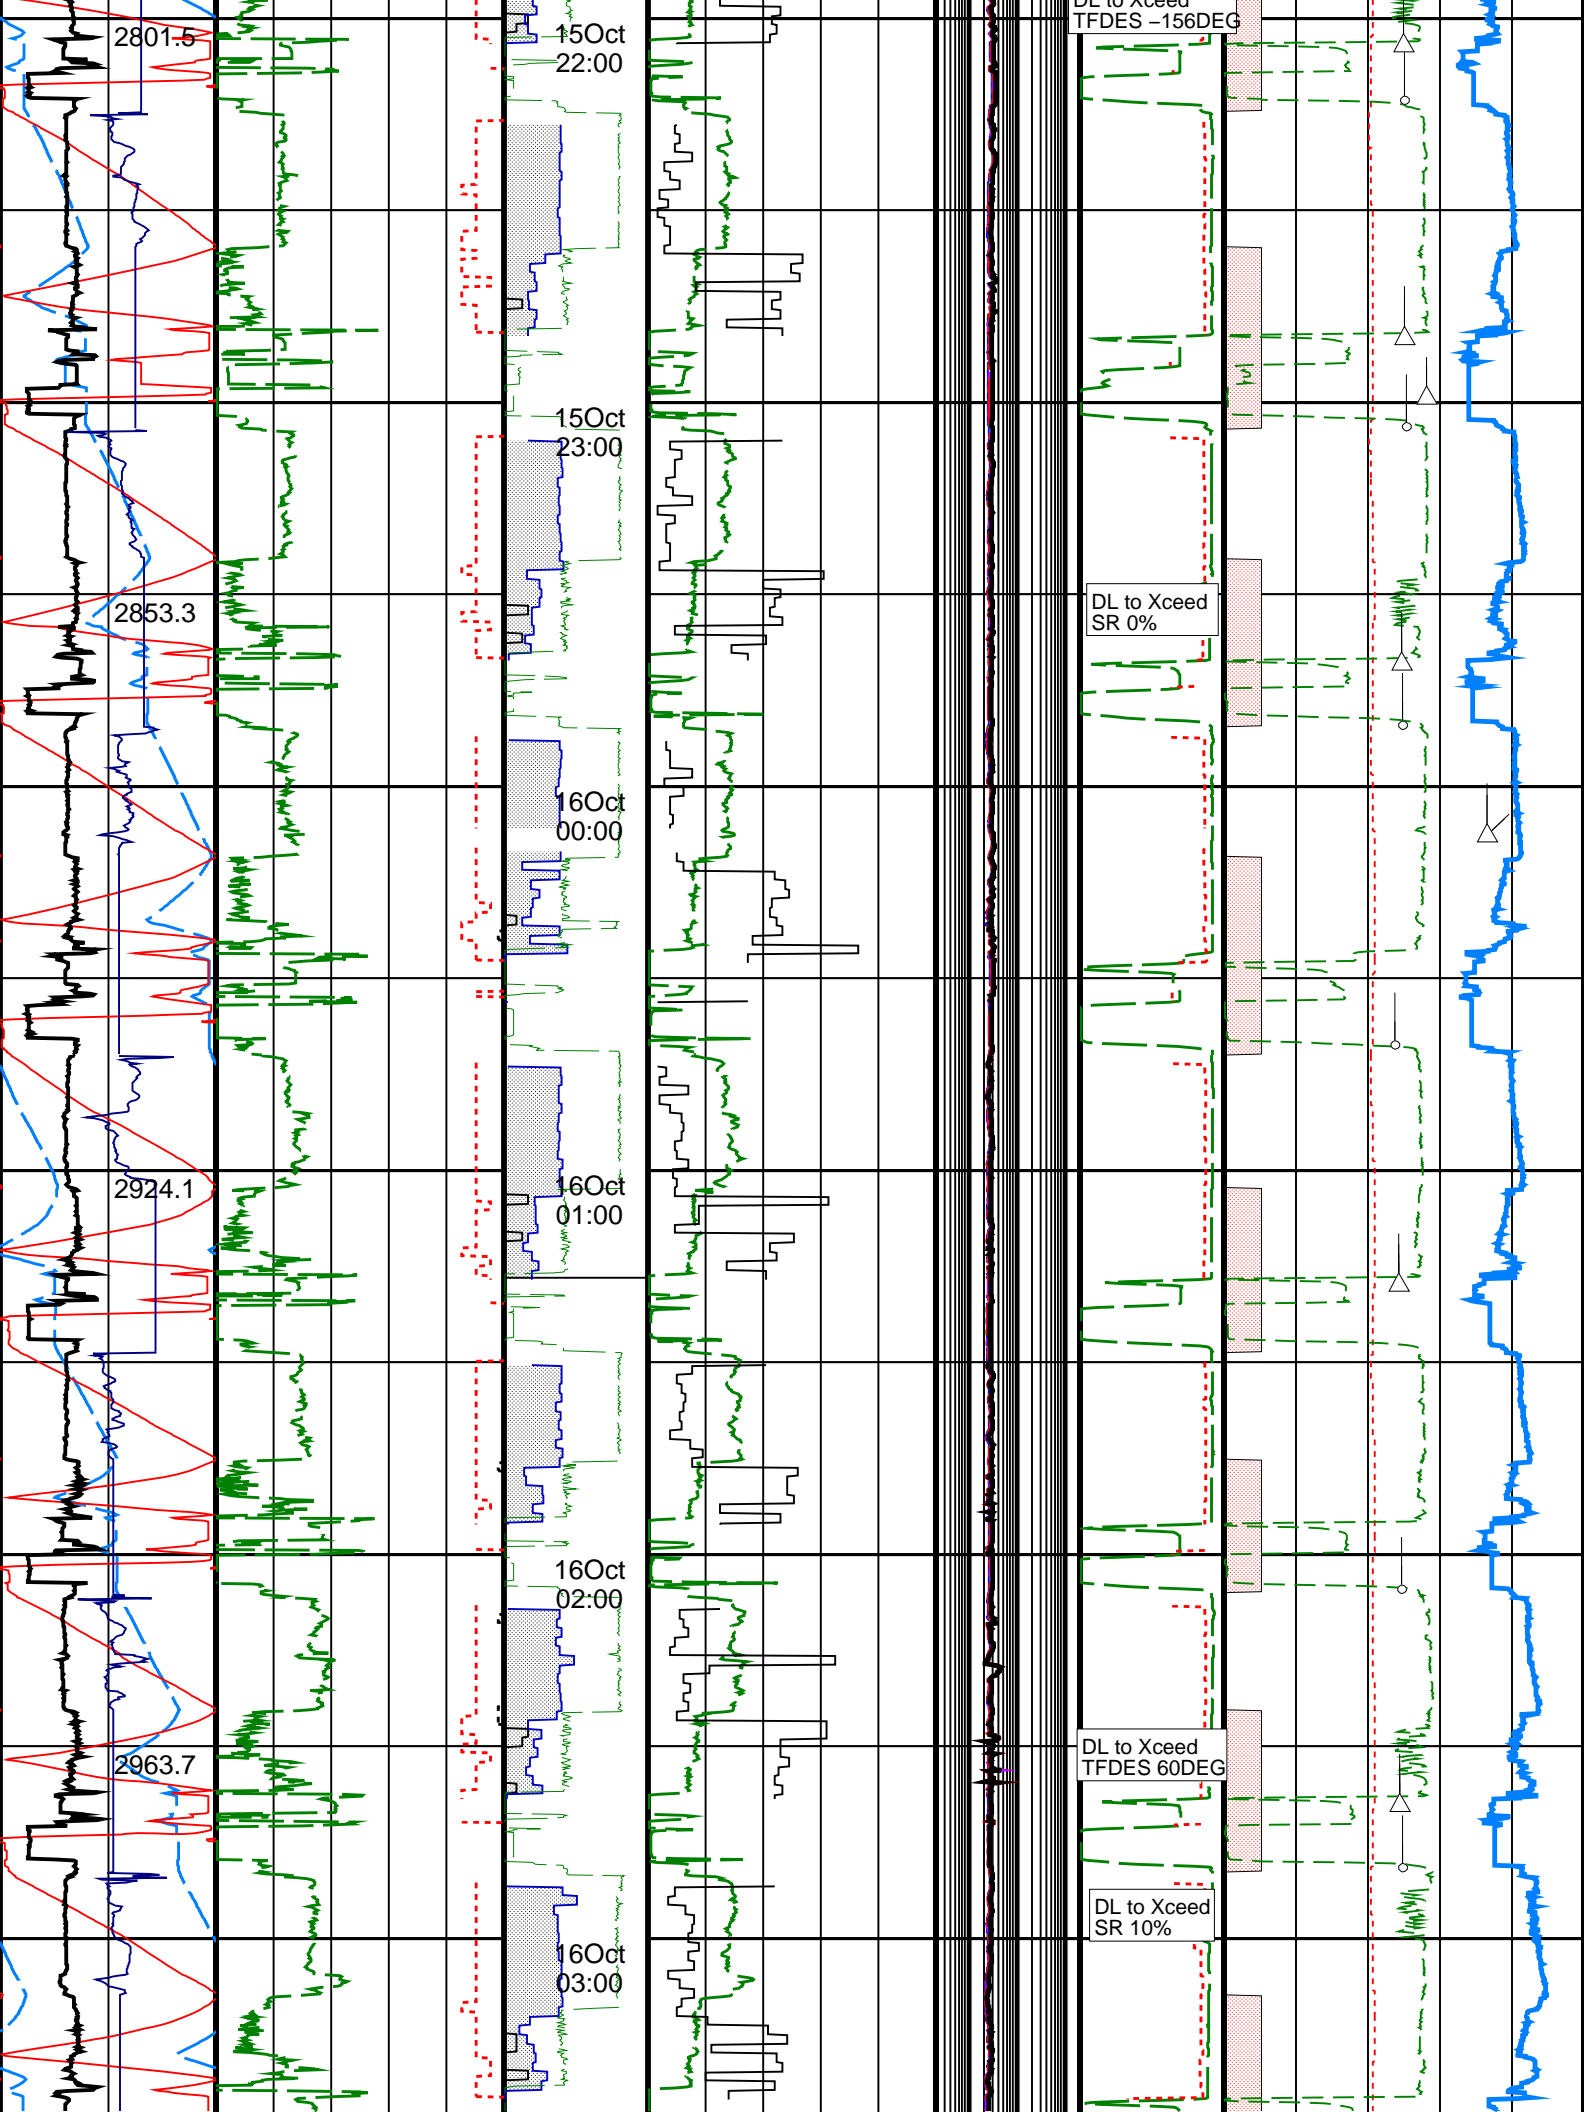 DL to Xceed
TFDES –156DEG
2801.5
15Oct
22:00
15Oct
23:00
2853.3
DL to Xceed
SR 0%
16Oct
00:00
2924.1
16Oct
01:00
16Oct
02:00
DL to Xceed
TFDES 60DEG
2963.7
DL to Xceed
SR 10%
16Oct
03:00